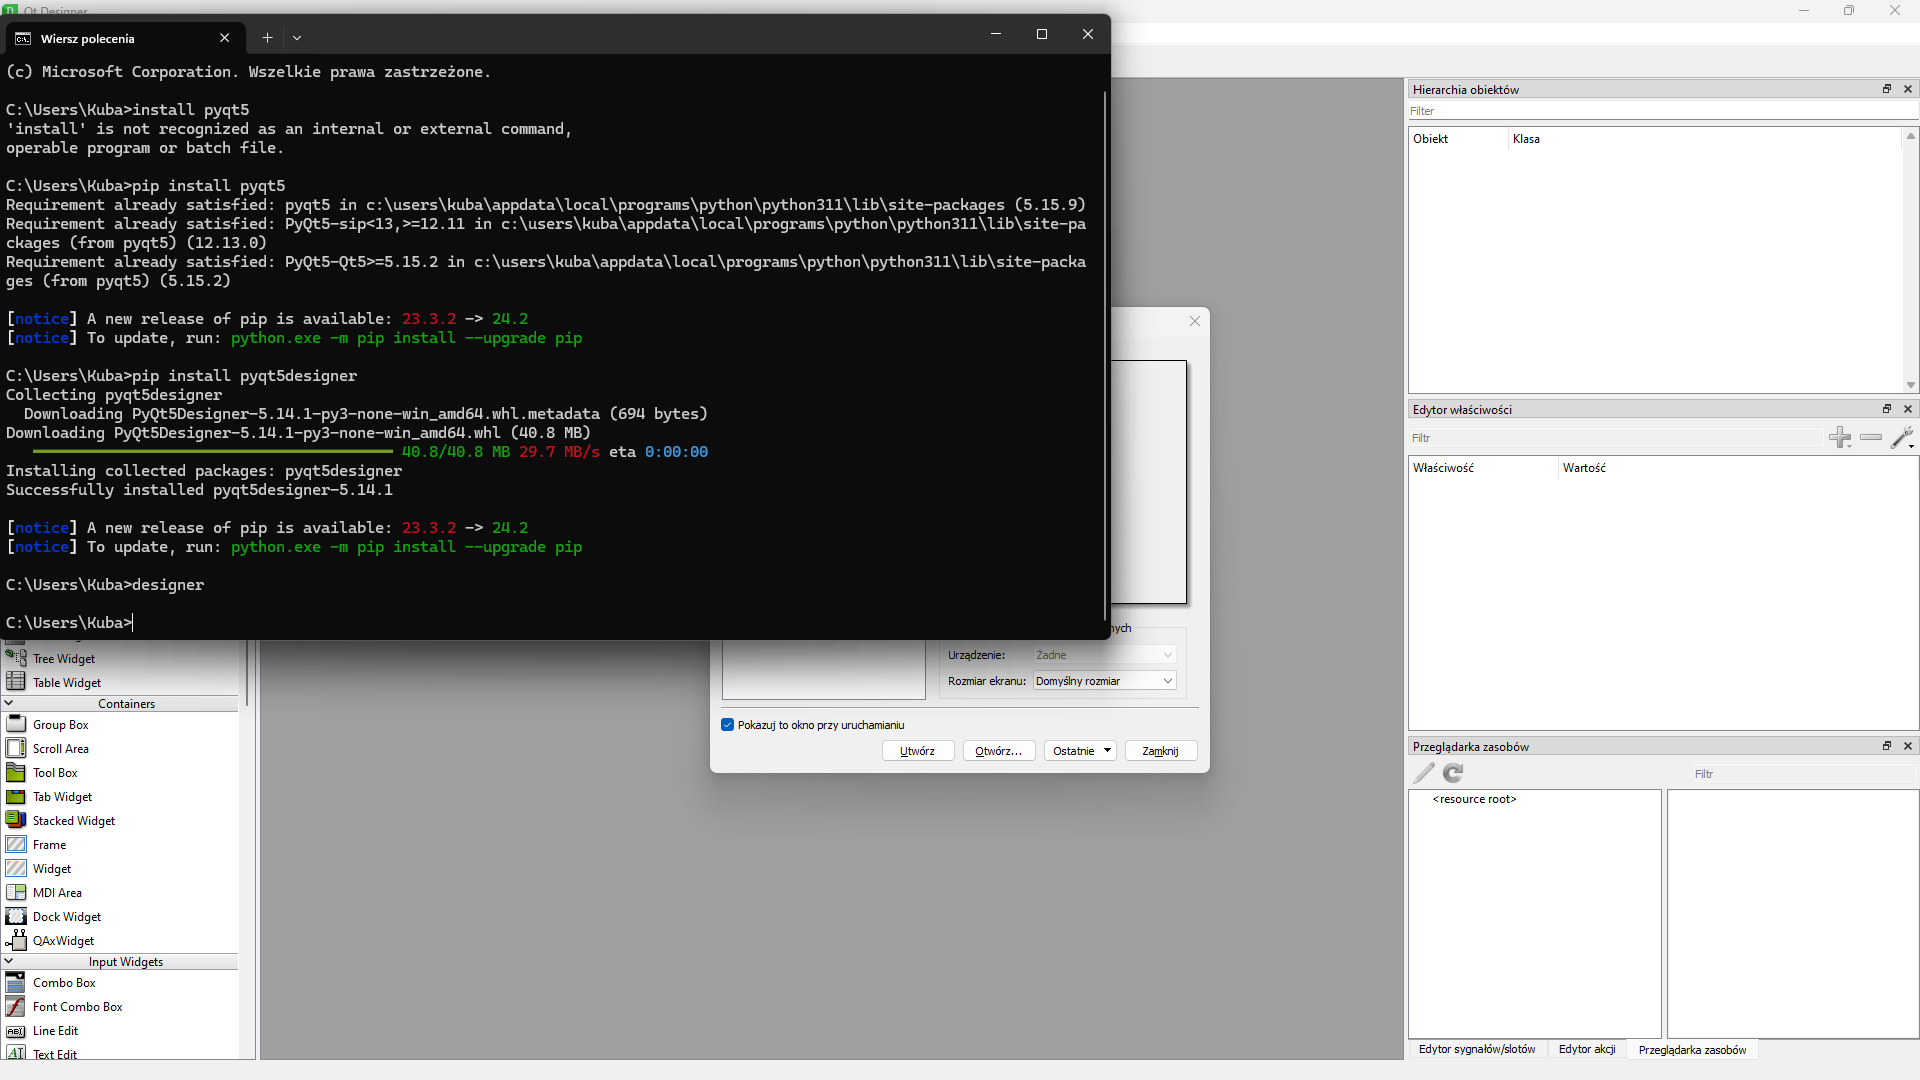 Qt Designer
Wiersz polecenia
(c) Microsoft Corporation. Wszelkie prawa zastrzeżone.
C:\Users\Kuba>install pyqt5
'install' is not recognized as an internal or external command,
operable program or batch file.
C:\Users\Kuba>pip install pyqt5
Requirement already satisfied: pyqt5 in c:\users\kuba\appdata\local\programs\python\python311\lib\site-packages (5.15.9)
Requirement already satisfied: PyQt5-sip<13,>=12.11 in c:\users\kuba\appdata\local\programs\python\python311\lib\site-pa
ckages (from pyqt5) (12.13.0)
Requirement already satisfied: PyQt5-Qt5>=5.15.2 in c:\users\kuba\appdata\local\programs\python\python311\lib\site-packa
ges (from pyqt5) (5.15.2)
[notice] A new release of pip is available: 23.3.2 -> 24.2
[notice] To update, run: python.exe -m pip install --upgrade pip
C:\Users\Kuba>pip install pyqt5designer
Collecting pyqt5designer
Downloading PyQt5Designer-5.14.1-py3-none-win_amd64.whl.metadata (694 bytes)
Downloading PyQt5Designer-5.14.1-py3-none-win_amd64.whl (40.8 MB)
40.8/40.8 MB 29.7 MB/s eta 0:00:00
Installing collected packages: pyqt5designer
Successfully installed pyqt5designer-5.14.1
[notice] A new release of pip is available: 23.3.2 -> 24.2
[notice] To update, run: python.exe -m pip install --upgrade pip
C:\Users\Kuba>designer
C:\Users\Kuba>
Tree Widget
Table Widget
Containers
Group Box
Scroll Area
Tool Box
Tab Widget
Stacked Widget
Frame
Widget
MDI Area
Dock Widget
QAxWidget
Input Widgets
Combo Box
Font Combo Box
Line Edit
Text Edit
nych
Urządzenie: Żadne
Rozmiar ekranu: Domyślny rozmiar
Pokazuj to okno przy uruchamianiu
Utwórz Otwórz... Ostatnie Zamknij
Hierarchia obiektów
Filter
Obiekt Klasa
Edytor właściwości
Filtr
Właściwość Wartość
Przeglądarka zasobów
Filtr
<resource root>
Edytor sygnałów/slotów Edytor akcji Przeglądarka zasobów